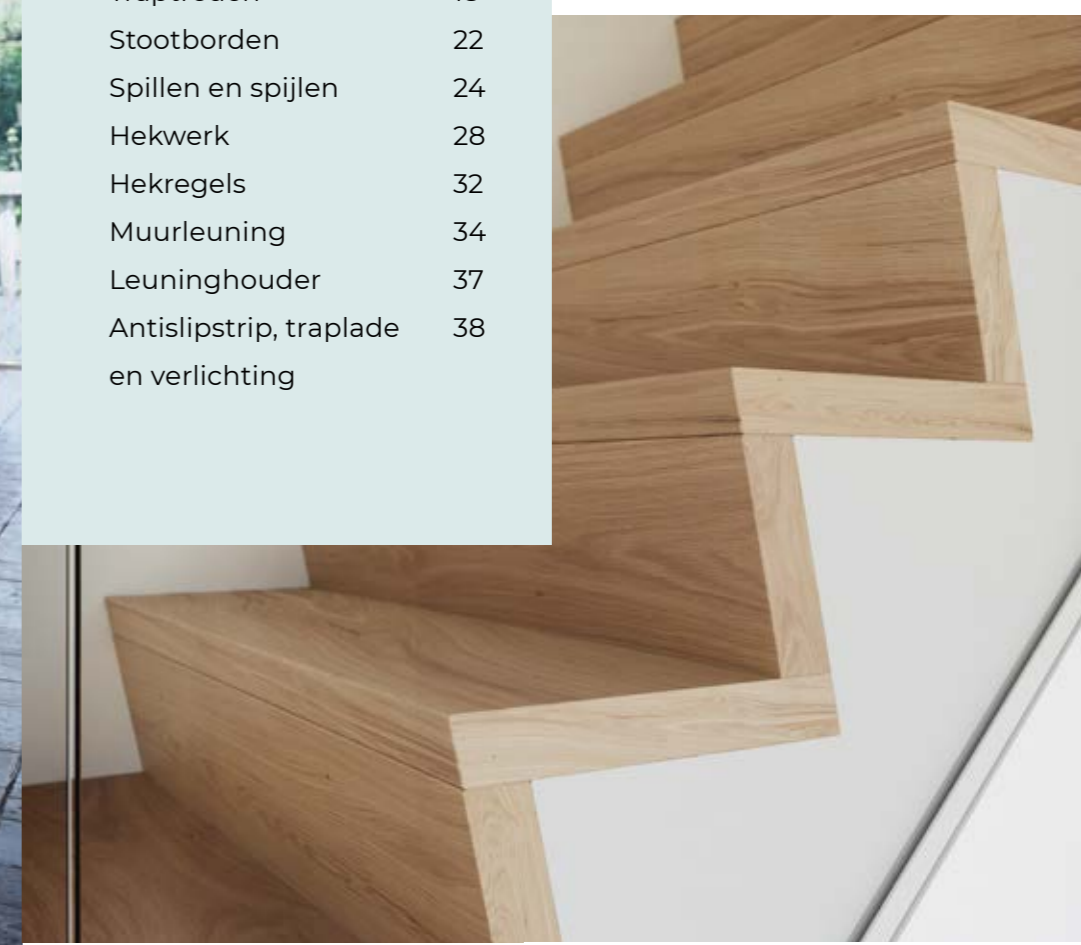 Stootborden 22
Spillen en spijlen 24
Hekwerk 28
Hekregels 32
Muurleuning 34
Leuninghouder 37
Antislipstrip, traplade 38
en verlichting